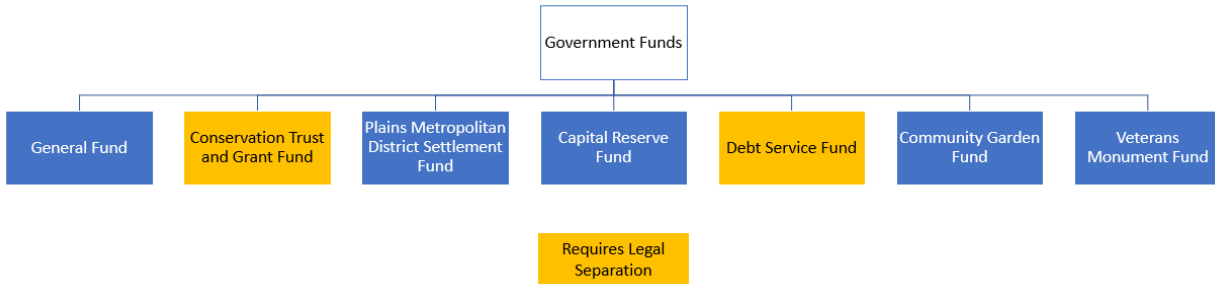 Government Funds
General Fund
Conservation Trust
and Grant Fund
Plains Metropolitan
District Settlement
Fund
Capital Reserve
Fund
Debt Service Fund
Community Garden
Fund
Veterans
Monument Fund
Requires Legal
Separation